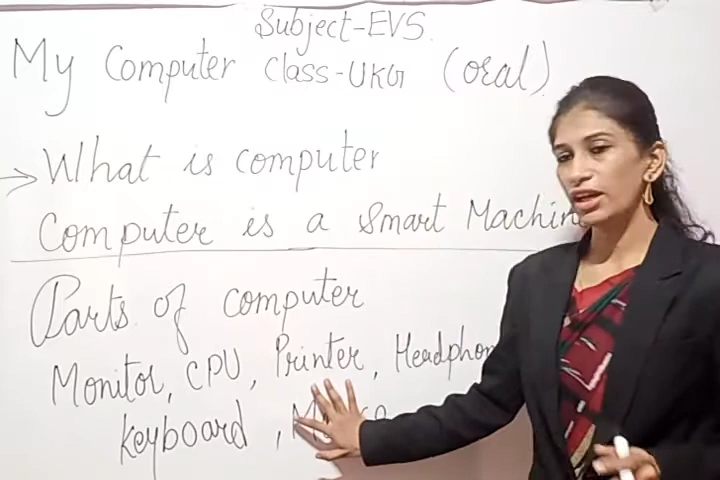 Subject-EVS.
My Computer Class-UKG (oral)
→ What is computer
Computer is a Smart Machin
Parts of computer
Monitor, CPU, Printer, Headphon
Keyboard,